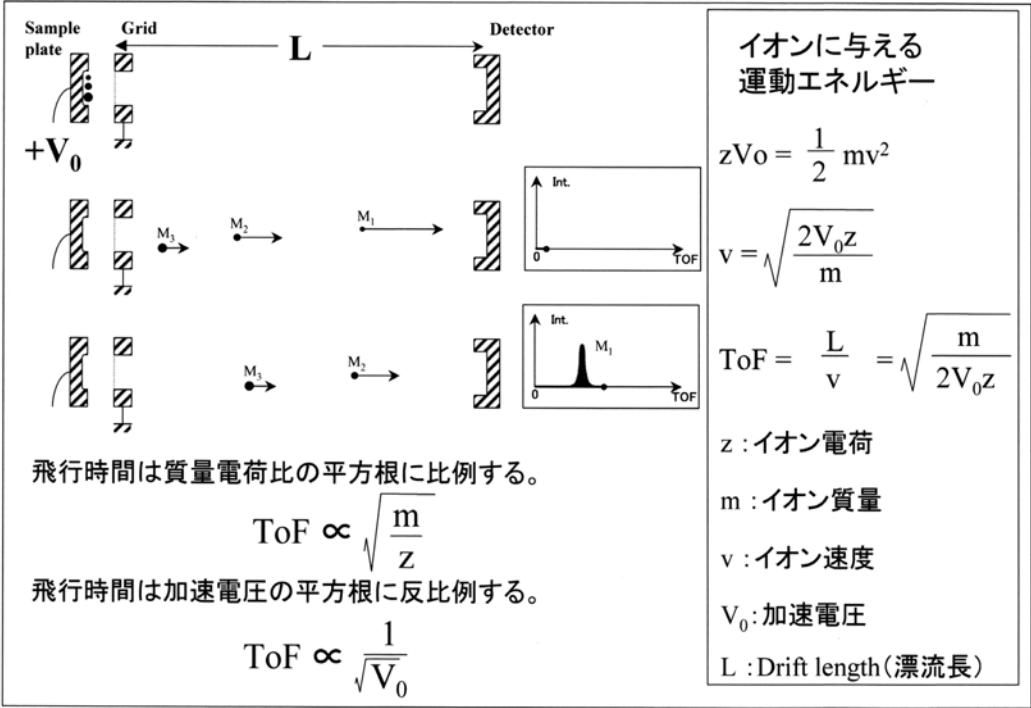 Sample plate
Grid
L
Detector
+V₀
M₃
M₂
M₁
Int.
0
TOF
M₃
M₂
Int.
M₁
0
TOF
飛行時間は質量電荷比の平方根に比例する。
ToF ∝ √(m/z)
飛行時間は加速電圧の平方根に反比例する。
ToF ∝ 1/√V₀
イオンに与える
運動エネルギー
zVo = 1/2 mv²
v = √(2V₀z/m)
ToF = L/v = √(m/2V₀z)
z :イオン電荷
m :イオン質量
v :イオン速度
V₀:加速電圧
L :Drift length(漂流長)